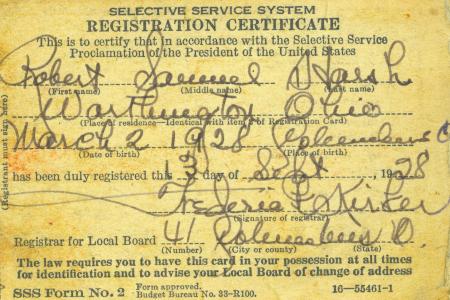 SELECTIVE SERVICE SYSTEM
REGISTRATION CERTIFICATE
This is to certify that in accordance with the Selective Service
Proclamation of the President of the United States
Robert Samuel Harsh
(First name) (Middle name) (Last name)
Worthington Ohio
(Place of residence—Identical with item of Registration Card)
March 2 1928 Columbus O
(Date of birth) (Place of birth)
has been duly registered this 13 day of Sept, 1928
(Signature of registrar)
Registrar for Local Board 41 Columbus O.
(Number) (City or county) (State)
The law requires you to have this card in your possession at all times
for identification and to advise your Local Board of change of address
SSS Form No. 2 Form approved. Budget Bureau No. 33-R100. 16—55461-1
(Registrant must sign here)